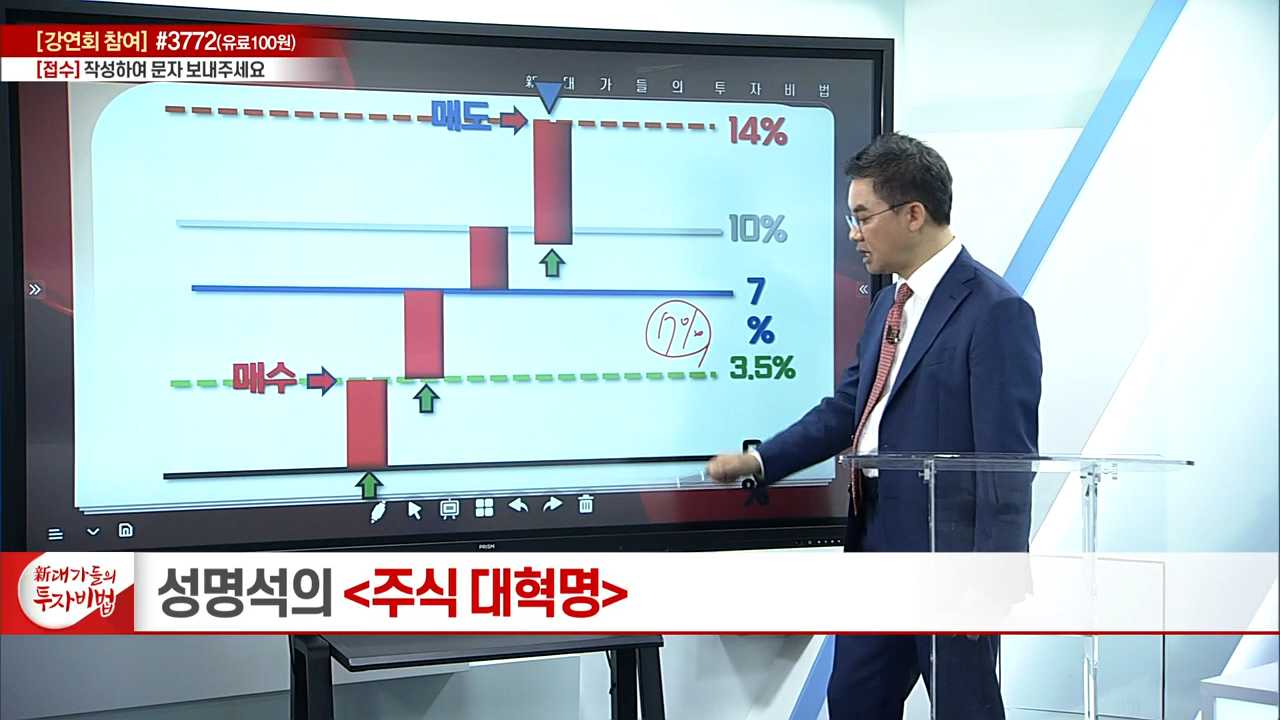 [강연회 참여] #3772(유료100원)
[접수] 작성하여 문자 보내주세요
新 대 가 들 의 투 자 비 법
매도
14%
10%
7
%
17%
매수
3.5%
%
PRISM
新대가들의
투자비법
성명석의 <주식 대혁명>